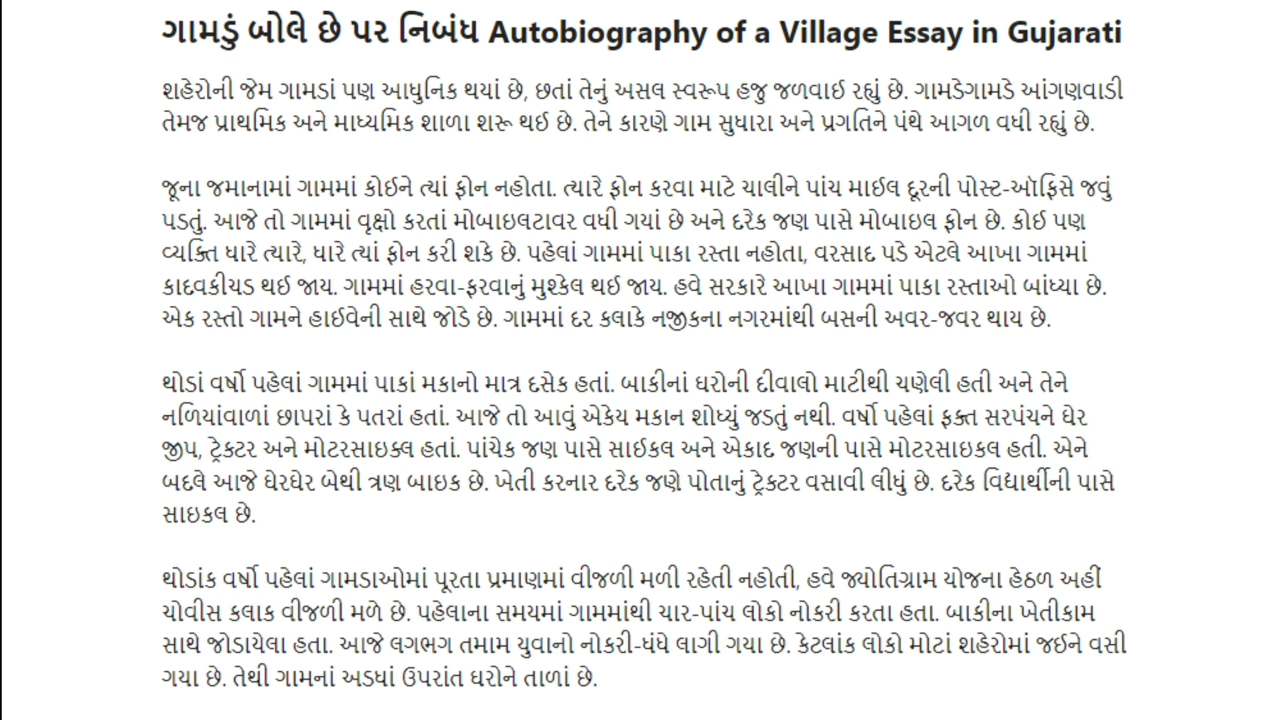 ગામડું બોલે છે પર નિબંધ Autobiography of a Village Essay in Gujarati
શહેરોની જેમ ગામડાં પણ આધુનિક થયાં છે, છતાં તેનું અસલ સ્વરૂપ હજુ જળવાઈ રહ્યું છે. ગામડેગામડે આંગણવાડી
તેમજ પ્રાથમિક અને માધ્યમિક શાળા શરૂ થઈ છે. તેને કારણે ગામ સુધારા અને પ્રગતિને પંથે આગળ વધી રહ્યું છે.
જૂના જમાનામાં ગામમાં કોઈને ત્યાં ફોન નહોતા. ત્યારે ફોન કરવા માટે ચાલીને પાંચ માઈલ દૂરની પોસ્ટ-ઑફિસે જવું
પડતું. આજે તો ગામમાં વૃક્ષો કરતાં મોબાઇલટાવર વધી ગયાં છે અને દરેક જણ પાસે મોબાઇલ ફોન છે. કોઈ પણ
વ્યક્તિ ધારે ત્યારે, ધારે ત્યાં ફોન કરી શકે છે. પહેલાં ગામમાં પાકા રસ્તા નહોતા, વરસાદ પડે એટલે આખા ગામમાં
કાદવકીચડ થઈ જાય. ગામમાં હરવા-ફરવાનું મુશ્કેલ થઈ જાય. હવે સરકારે આખા ગામમાં પાકા રસ્તાઓ બાંધ્યા છે.
એક રસ્તો ગામને હાઈવેની સાથે જોડે છે. ગામમાં દર કલાકે નજીકના નગરમાંથી બસની અવર-જવર થાય છે.
થોડાં વર્ષો પહેલાં ગામમાં પાકાં મકાનો માત્ર દસેક હતાં. બાકીનાં ઘરોની દીવાલો માટીથી ચણેલી હતી અને તેને
નળિયાંવાળાં છાપરાં કે પતરાં હતાં. આજે તો આવું એકેય મકાન શોધ્યું જડતું નથી. વર્ષો પહેલાં ફક્ત સરપંચને ઘેર
જીપ, ટ્રેક્ટર અને મોટરસાઇક્લ હતાં. પાંચેક જણ પાસે સાઈકલ અને એકાદ જણની પાસે મોટરસાઇકલ હતી. એને
બદલે આજે ઘેરઘેર બેથી ત્રણ બાઇક છે. ખેતી કરનાર દરેક જણે પોતાનું ટ્રેક્ટર વસાવી લીધું છે. દરેક વિદ્યાર્થીની પાસે
સાઇકલ છે.
થોડાંક વર્ષો પહેલાં ગામડાઓમાં પૂરતા પ્રમાણમાં વીજળી મળી રહેતી નહોતી, હવે જ્યોતિગ્રામ યોજના હેઠળ અહીં
ચોવીસ કલાક વીજળી મળે છે. પહેલાના સમયમાં ગામમાંથી ચાર-પાંચ લોકો નોકરી કરતા હતા. બાકીના ખેતીકામ
સાથે જોડાયેલા હતા. આજે લગભગ તમામ યુવાનો નોકરી-ધંધે લાગી ગયા છે. કેટલાંક લોકો મોટાં શહેરોમાં જઈને વસી
ગયા છે. તેથી ગામનાં અડધાં ઉપરાંત ઘરોને તાળાં છે.